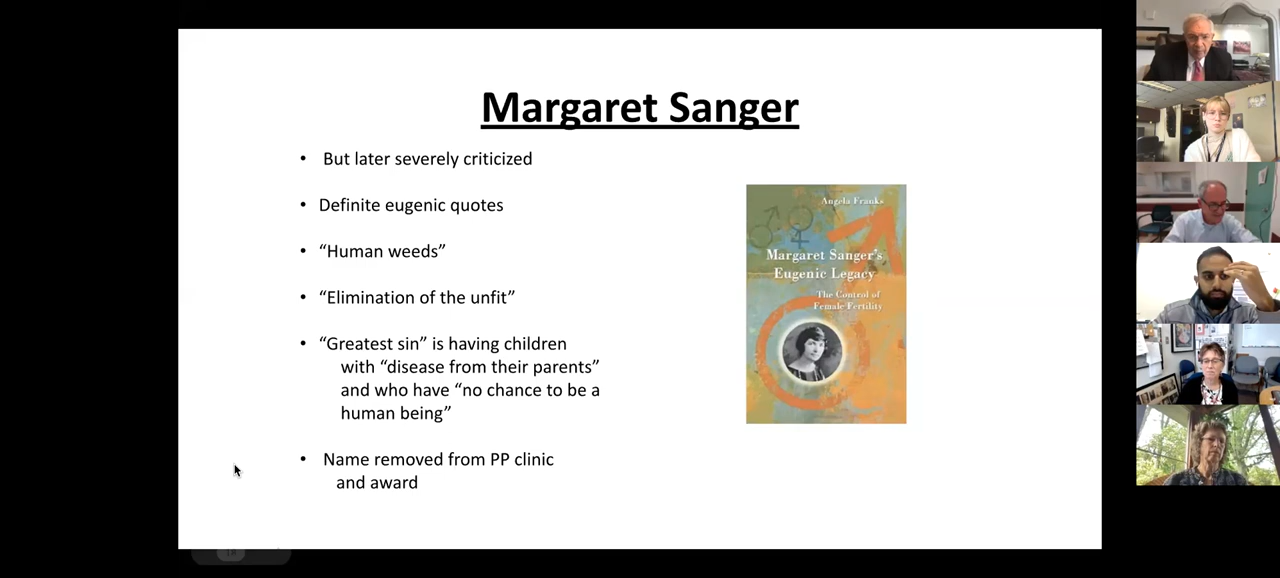 Margaret Sanger
• But later severely criticized
• Definite eugenic quotes
• “Human weeds”
• “Elimination of the unfit”
• “Greatest sin” is having children
with “disease from their parents”
and who have “no chance to be a
human being”
• Name removed from PP clinic
and award
Angela Franks
Margaret Sanger's
Eugenic Legacy
The Control of
Female Fertility